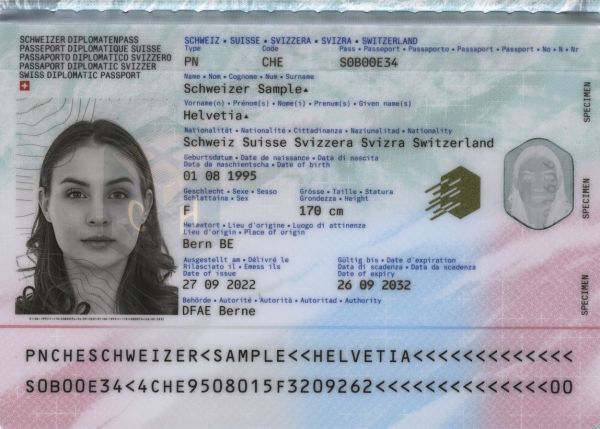 SCHWEIZER DIPLOMATENPASS
PASSEPORT DIPLOMATIQUE SUISSE
PASSAPORTO DIPLOMATICO SVIZZERO
PASSAPORT DIPLOMATIC SVIZZER
SWISS DIPLOMATIC PASSPORT
SCHWEIZ • SUISSE • SVIZZERA • SVIZRA • SWITZERLAND
Type Code Pass • Passeport • Passaporto • Passaport • Passport • No • N • Nr
PN CHE S0B00E34
Name • Nom • Cognome • Num • Surname
Schweizer Sample▲
Vorname(n) • Prénom(s) • Nome(i) • Prenum(s) • Given name(s)
Helvetia▲
Nationalität • Nationalité • Cittadinanza • Naziunalitad • Nationality
Schweiz Suisse Svizzera Svizra Switzerland
Geburtsdatum • Date de naissance • Data di nascita
Data da naschientscha • Date of birth
01 08 1995
Geschlecht • Sexe • Sesso Grösse • Taille • Statura
Schlattaina • Sex Grondezza • Height
F 170 cm
Heimatort • Lieu d'origine • Luogo di attinenza
Lieu d'origin • Place of origin
Bern BE
Ausgestellt am • Délivré le Gültig bis • Date d'expiration
Rilasciato il • Emess ils Data di scadenza • Data da scadenza
Date of issue Date of expiry
27 09 2022 26 09 2032
Behörde • Autorité • Autorità • Autoritad • Authority
DFAE Berne
SPECIMEN
SPECIMEN
SPECIMEN
PNCHESCHWEIZER<SAMPLE<<HELVETIA<<<<<<<<<<<<<
S0B00E34<4CHE9508015F3209262<<<<<<<<<<<<<<00